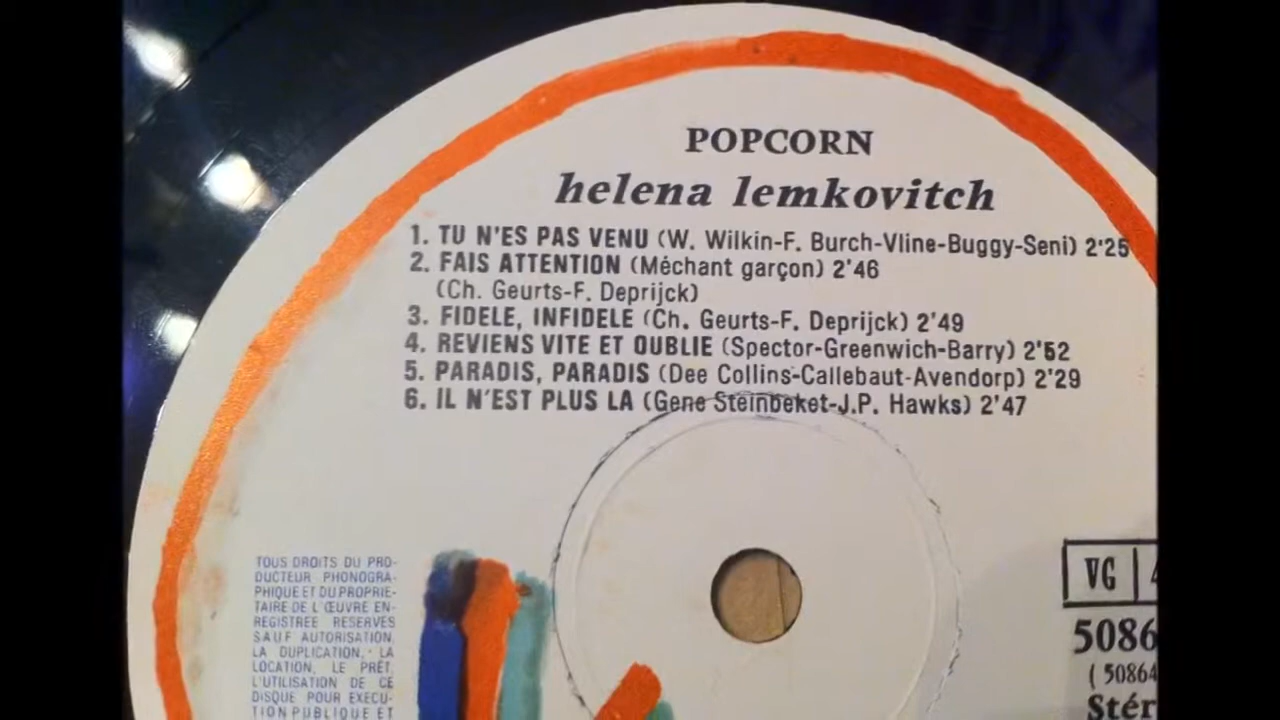 POPCORN
helena lemkovitch
1. TU N'ES PAS VENU (W. Wilkin-F. Burch-Vline-Buggy-Seni) 2'25
2. FAIS ATTENTION (Méchant garçon) 2'46
(Ch. Geurts-F. Deprijck)
3. FIDELE, INFIDELE (Ch. Geurts-F. Deprijck) 2'49
4. REVIENS VITE ET OUBLIE (Spector-Greenwich-Barry) 2'52
5. PARADIS, PARADIS (Dee Collins-Callebaut-Avendorp) 2'29
6. IL N'EST PLUS LA (Gene Steinbeket-J.P. Hawks) 2'47
TOUS DROITS DU PRO-
DUCTEUR PHONOGRA-
PHIQUE ET DU PROPRIE-
TAIRE DE L'ŒUVRE EN-
REGISTREE RESERVES
SAUF AUTORISATION,
LA DUPLICATION, LA
LOCATION, LE PRÊT,
L'UTILISATION DE CE
DISQUE POUR EXECU-
TION PUBLIQUE ET
VG
5086
(50864
Stér